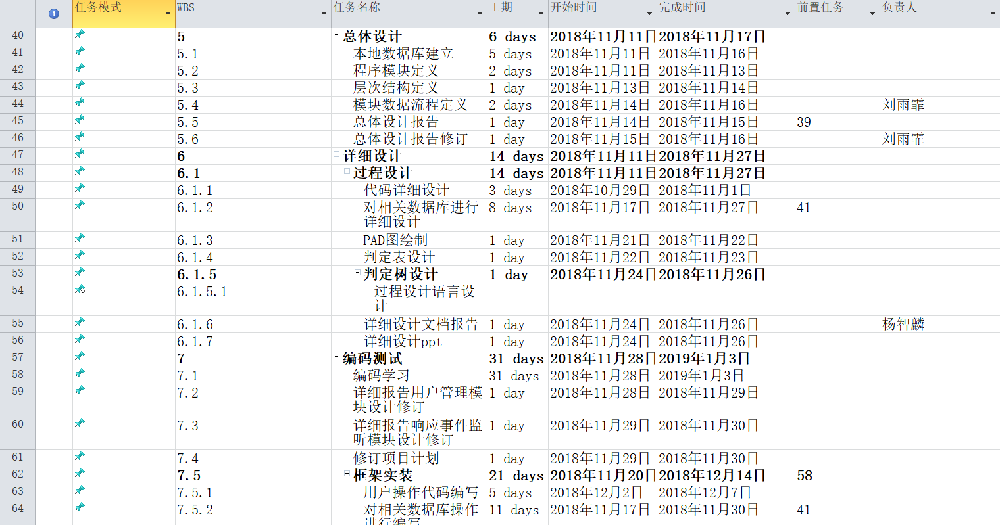 任务模式 WBS 任务名称 工期 开始时间 完成时间 前置任务 负责人
40 5 总体设计 6 days 2018年11月11日 2018年11月17日
41 5.1 本地数据库建立 5 days 2018年11月11日 2018年11月16日
42 5.2 程序模块定义 2 days 2018年11月11日 2018年11月13日
43 5.3 层次结构定义 1 day 2018年11月13日 2018年11月14日
44 5.4 模块数据流程定义 2 days 2018年11月14日 2018年11月16日 刘雨霏
45 5.5 总体设计报告 1 day 2018年11月14日 2018年11月15日 39
46 5.6 总体设计报告修订 1 day 2018年11月15日 2018年11月16日 刘雨霏
47 6 详细设计 14 days 2018年11月11日 2018年11月27日
48 6.1 过程设计 14 days 2018年11月11日 2018年11月27日
49 6.1.1 代码详细设计 3 days 2018年10月29日 2018年11月1日
50 6.1.2 对相关数据库进行 8 days 2018年11月17日 2018年11月27日 41
详细设计
51 6.1.3 PAD图绘制 1 day 2018年11月21日 2018年11月22日
52 6.1.4 判定表设计 1 day 2018年11月22日 2018年11月23日
53 6.1.5 判定树设计 1 day 2018年11月24日 2018年11月26日
54 6.1.5.1 过程设计语言设
计
55 6.1.6 详细设计文档报告 1 day 2018年11月24日 2018年11月26日 杨智麟
56 6.1.7 详细设计ppt 1 day 2018年11月24日 2018年11月26日
57 7 编码测试 31 days 2018年11月28日 2019年1月3日
58 7.1 编码学习 31 days 2018年11月28日 2019年1月3日
59 7.2 详细报告用户管理模 1 day 2018年11月28日 2018年11月29日
块设计修订
60 7.3 详细报告响应事件监 1 day 2018年11月29日 2018年11月30日
听模块设计修订
61 7.4 修订项目计划 1 day 2018年11月29日 2018年11月30日
62 7.5 框架实装 21 days 2018年11月20日 2018年12月14日 58
63 7.5.1 用户操作代码编写 5 days 2018年12月2日 2018年12月7日
64 7.5.2 对相关数据库操作 11 days 2018年11月17日 2018年11月30日 41
进行编写